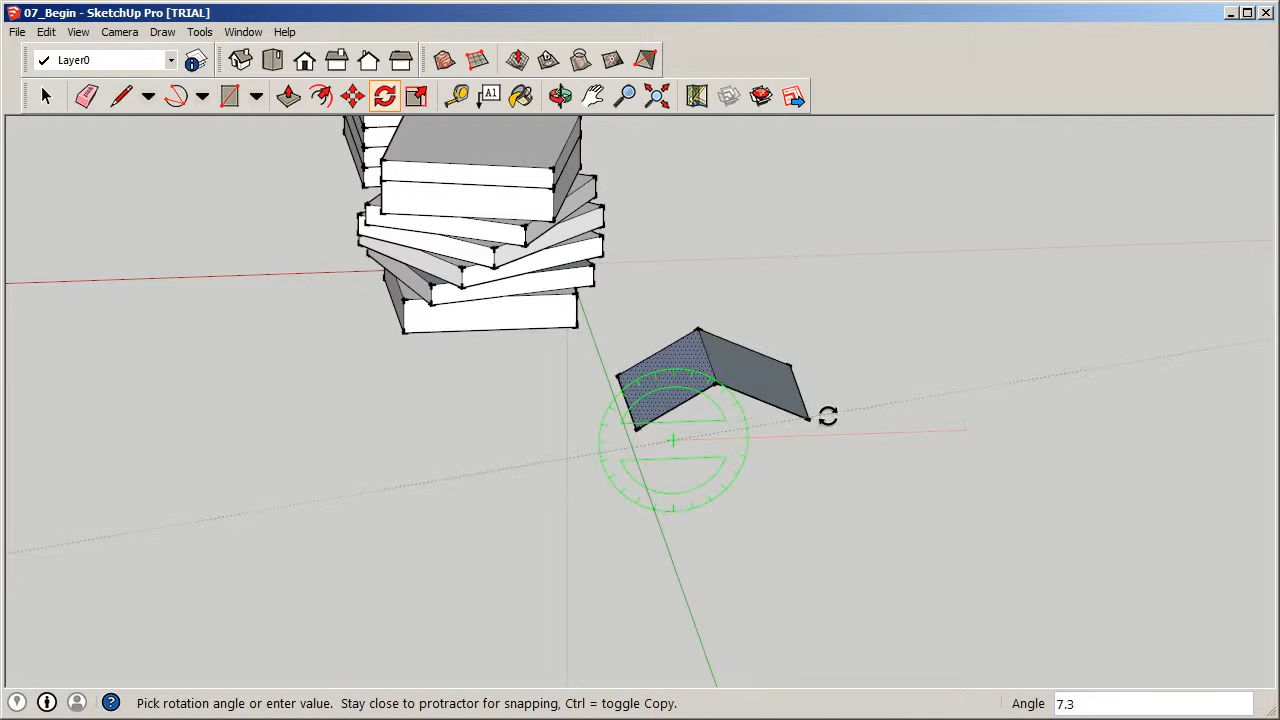 07_Begin - SketchUp Pro [TRIAL]
File Edit View Camera Draw Tools Window Help
Layer0
A1
Pick rotation angle or enter value. Stay close to protractor for snapping, Ctrl = toggle Copy. Angle 7.3